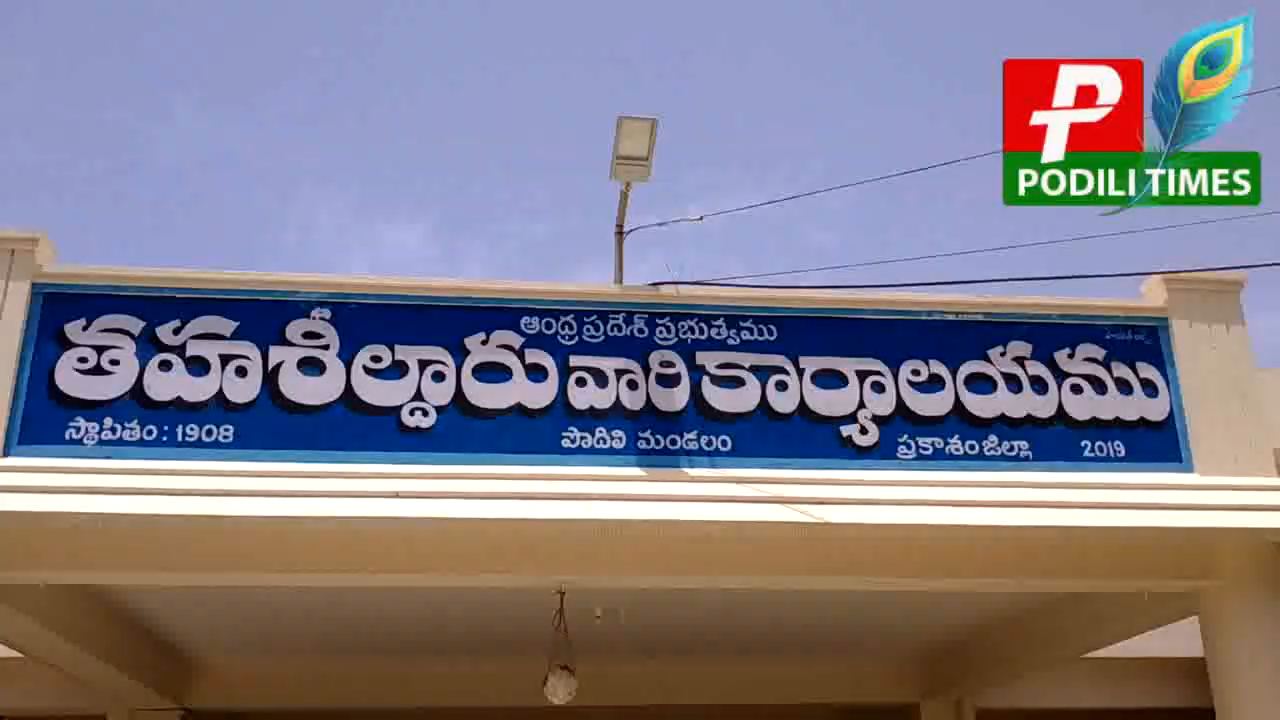 PODILI TIMES
ఆంధ్ర ప్రదేశ్ ప్రభుత్వము
తహశీల్దారు వారి కార్యాలయము
స్థాపితం : 1908 పొదిలి మండలం ప్రకాశం జిల్లా 2019